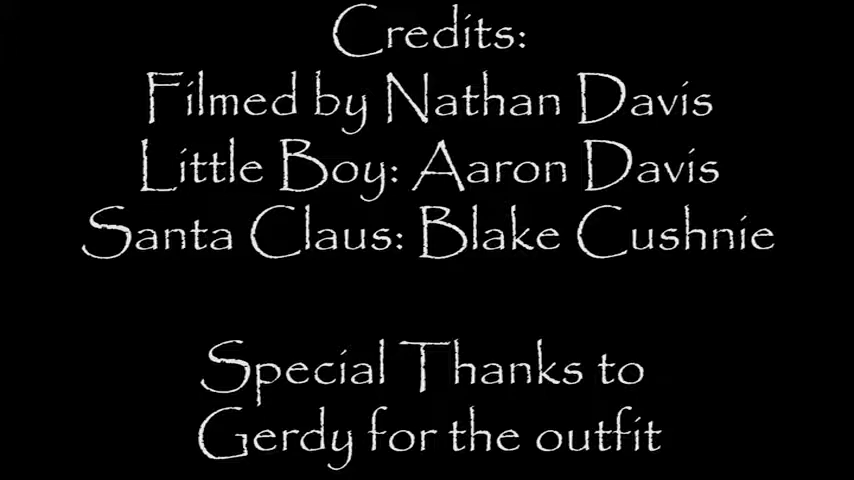 Credits:
Filmed by Nathan Davis
Little Boy: Aaron Davis
Santa Claus: Blake Cushnie
Special Thanks to
Gerdy for the outfit